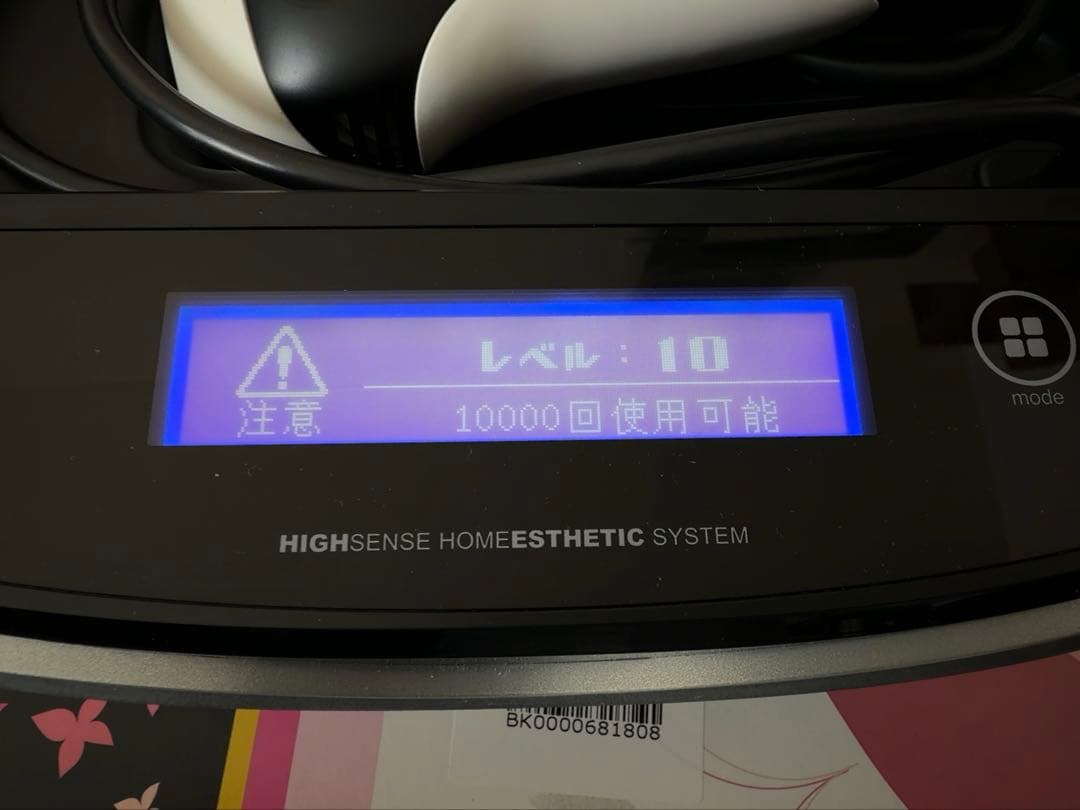 レベル：10
注意
10000回使用可能
mode
HIGHSENSE HOMEESTHETIC SYSTEM
BK0000681808